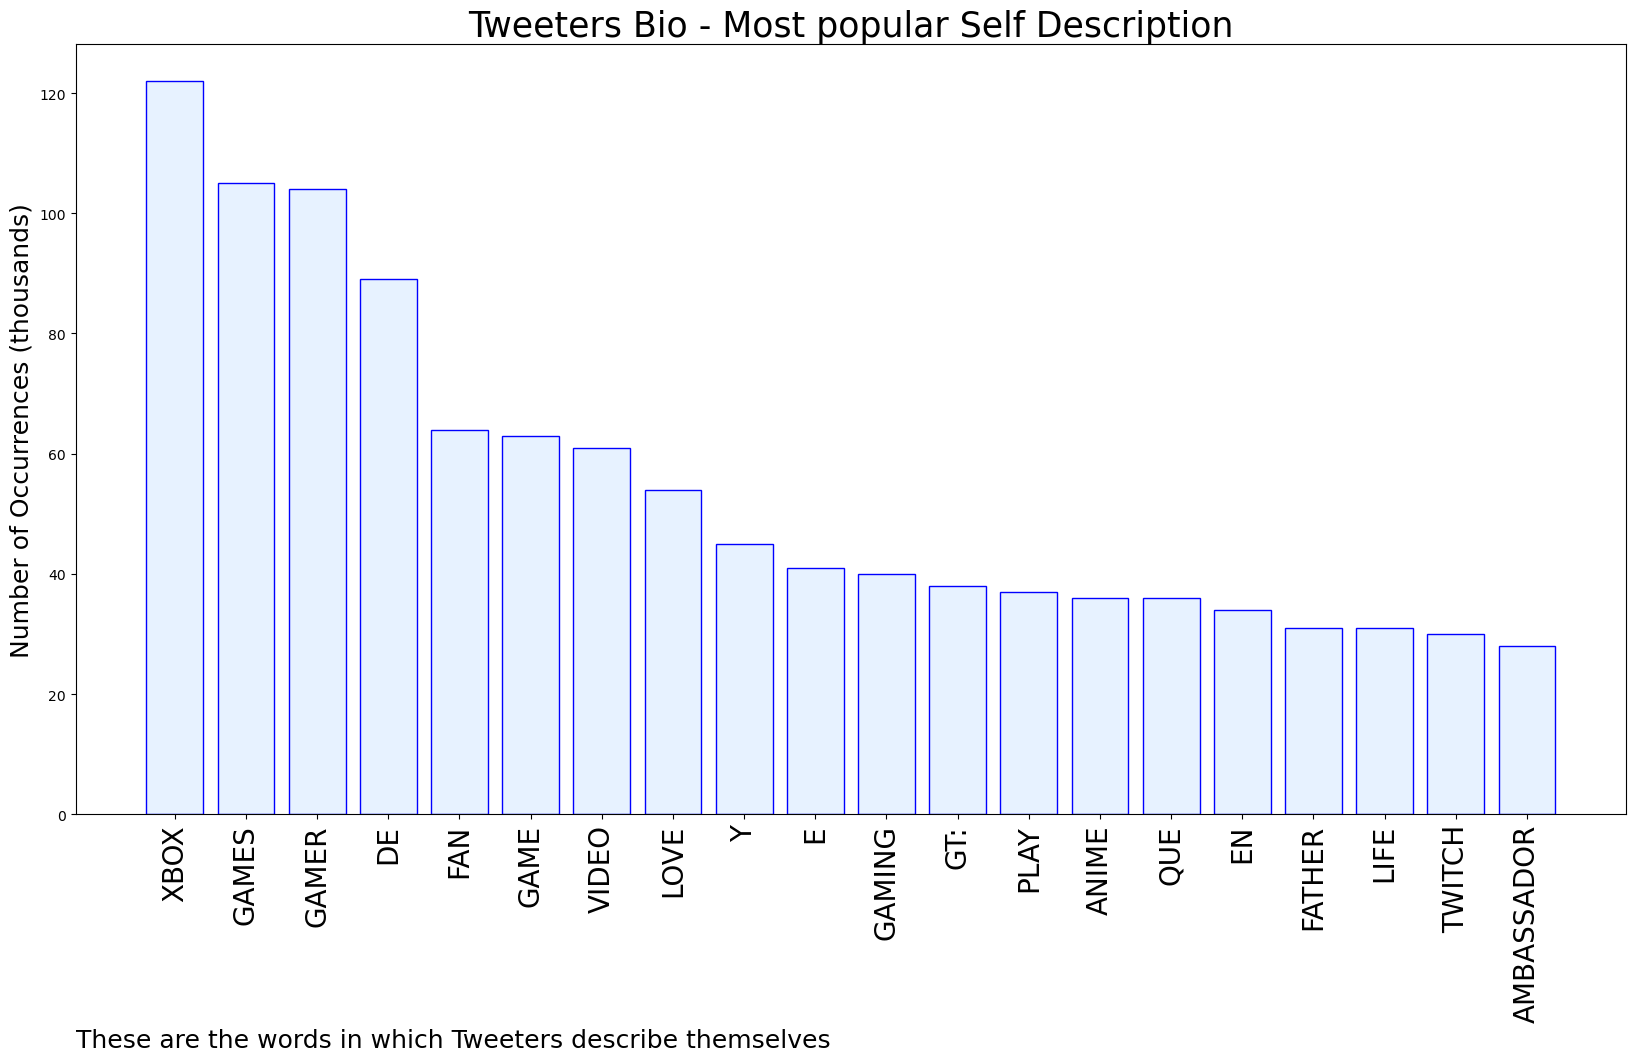 Tweeters Bio - Most popular Self Description
Number of Occurrences (thousands)
120
100
80
60
40
20
0
XBOX
GAMES
GAMER
DE
FAN
GAME
VIDEO
LOVE
Y
E
GAMING
GT:
PLAY
ANIME
QUE
EN
FATHER
LIFE
TWITCH
AMBASSADOR
These are the words in which Tweeters describe themselves